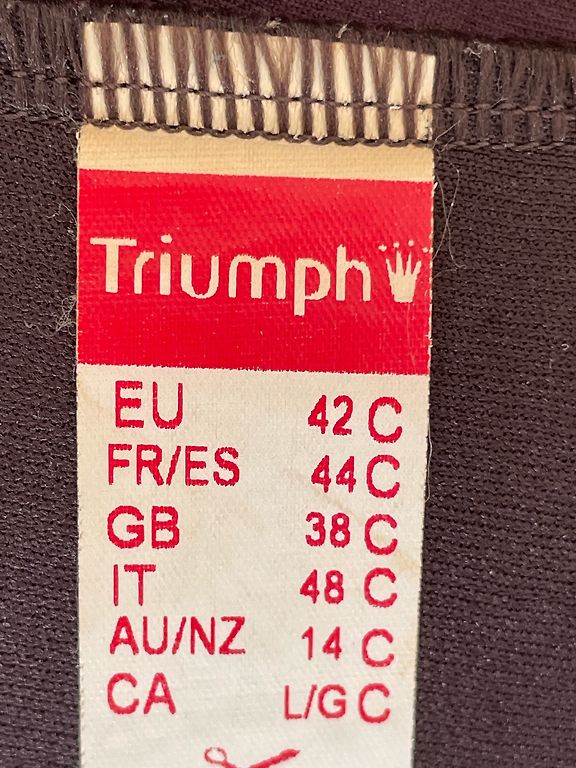 Triumph
EU 42 C
FR/ES 44 C
GB 38 C
IT 48 C
AU/NZ 14 C
CA L/G C